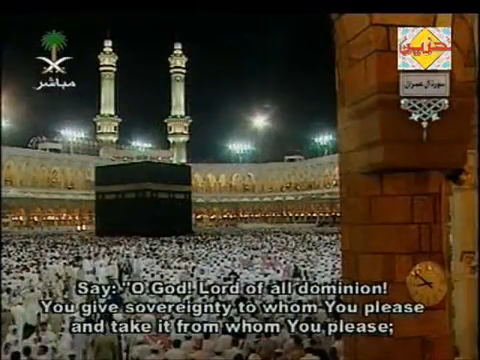 مباشر
سورة آل عمران
Say: "O God! Lord of all dominion!
You give sovereignty to whom You please
and take it from whom You please;